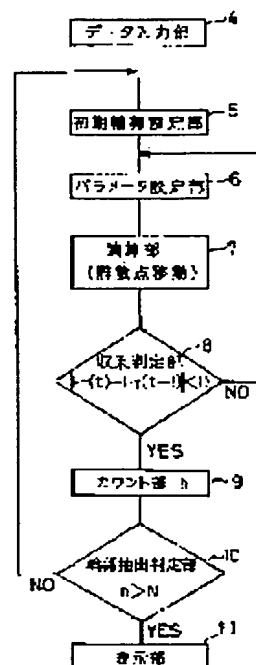 データ入力部
4
初期輪郭設定部
5
パラメータ設定部
6
演算部
7
(離散点移動)
収束判定部
8
NO
YES
カウント部 n
9
輪部抽出判定部
10
n>N
NO
YES
表示部
11